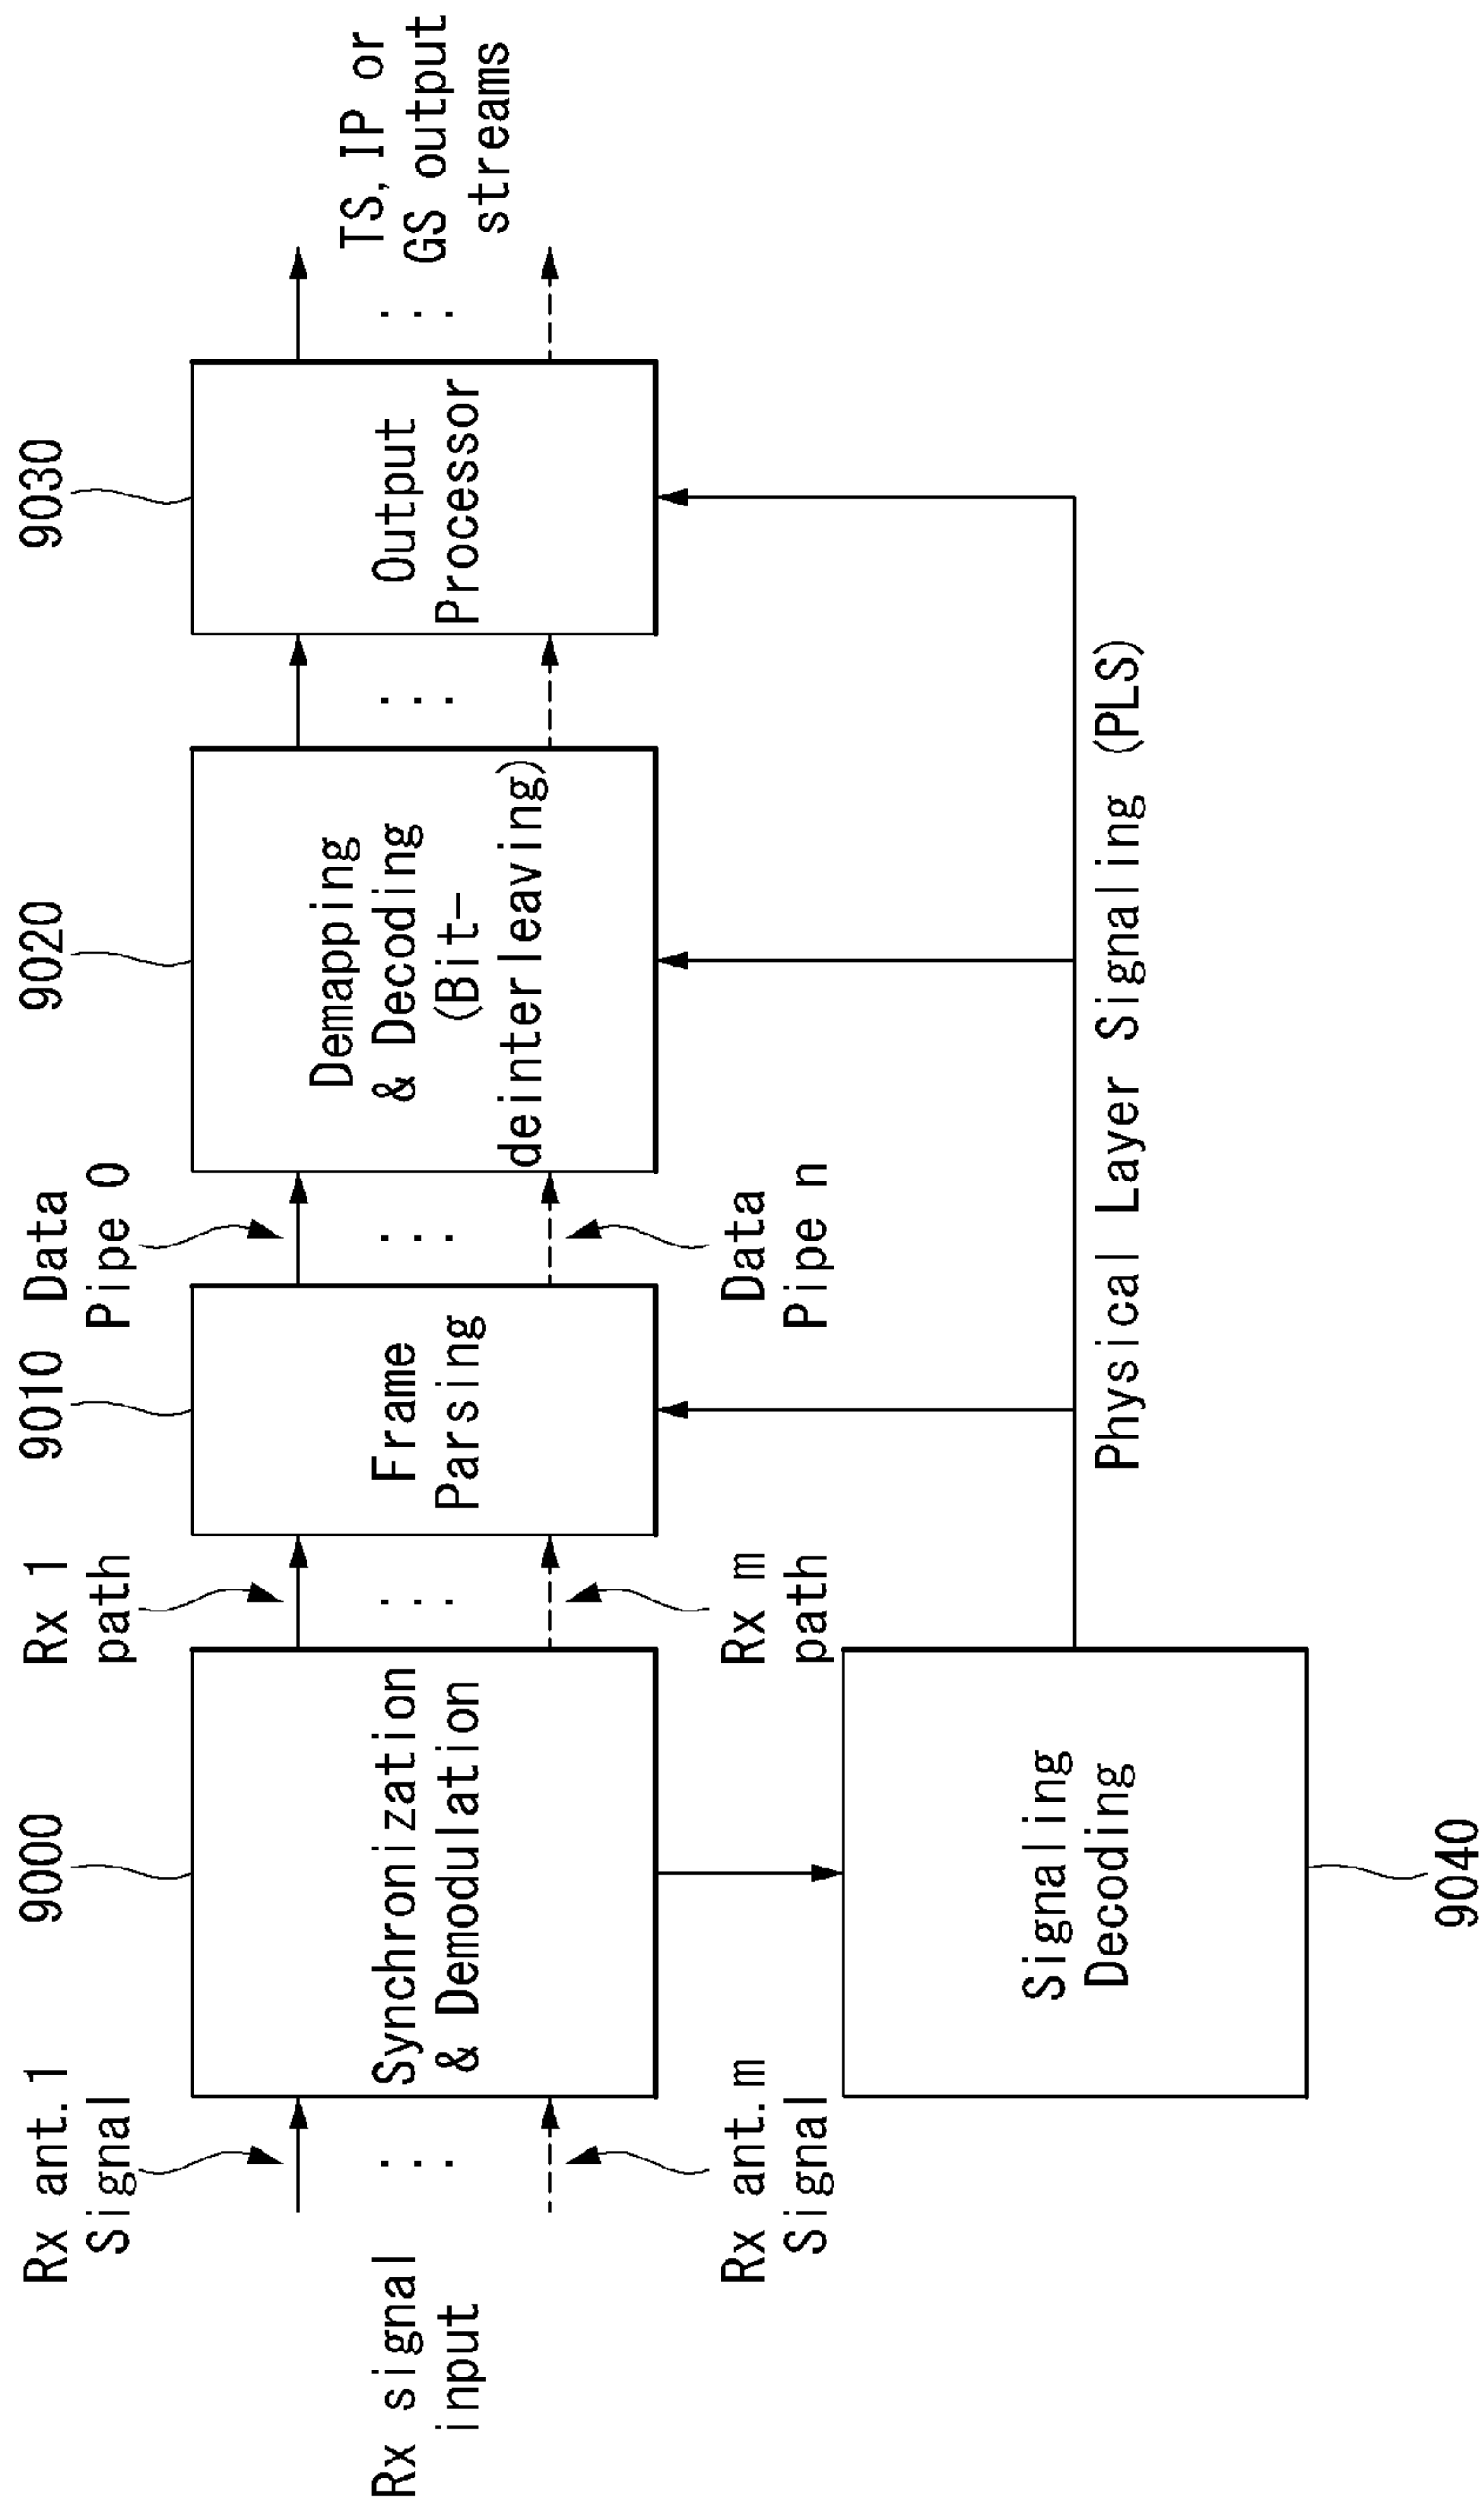 Rx signal
input
Rx ant.1
Signal
Rx ant.m
Signal
9000
Synchronization
& Demodulation
Rx 1
path
Rx m
path
9010
Frame
Parsing
Data
Pipe 0
Data
Pipe n
9020
Demapping
& Decoding
(Bit-
deinterleaving)
9030
Output
Processor
TS, IP or
GS output
streams
Signaling
Decoding
9040
Physical Layer Signaling (PLS)